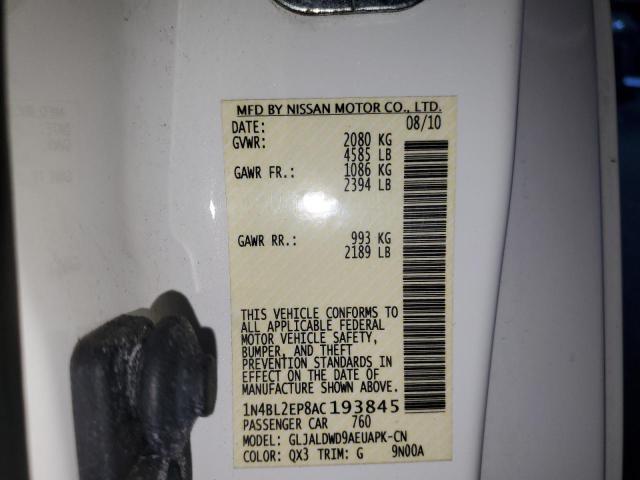 MFD BY NISSAN MOTOR CO., LTD.
DATE: 08/10
GVWR: 2080 KG
4585 LB
GAWR FR.: 1086 KG
2394 LB
GAWR RR.: 993 KG
2189 LB
THIS VEHICLE CONFORMS TO
ALL APPLICABLE FEDERAL
MOTOR VEHICLE SAFETY,
BUMPER, AND THEFT
PREVENTION STANDARDS IN
EFFECT ON THE DATE OF
MANUFACTURE SHOWN ABOVE.
1N4BL2EP8AC193845
PASSENGER CAR 760
MODEL: GLJALDWD9AEUAPK-CN
COLOR: QX3 TRIM: G 9N00A